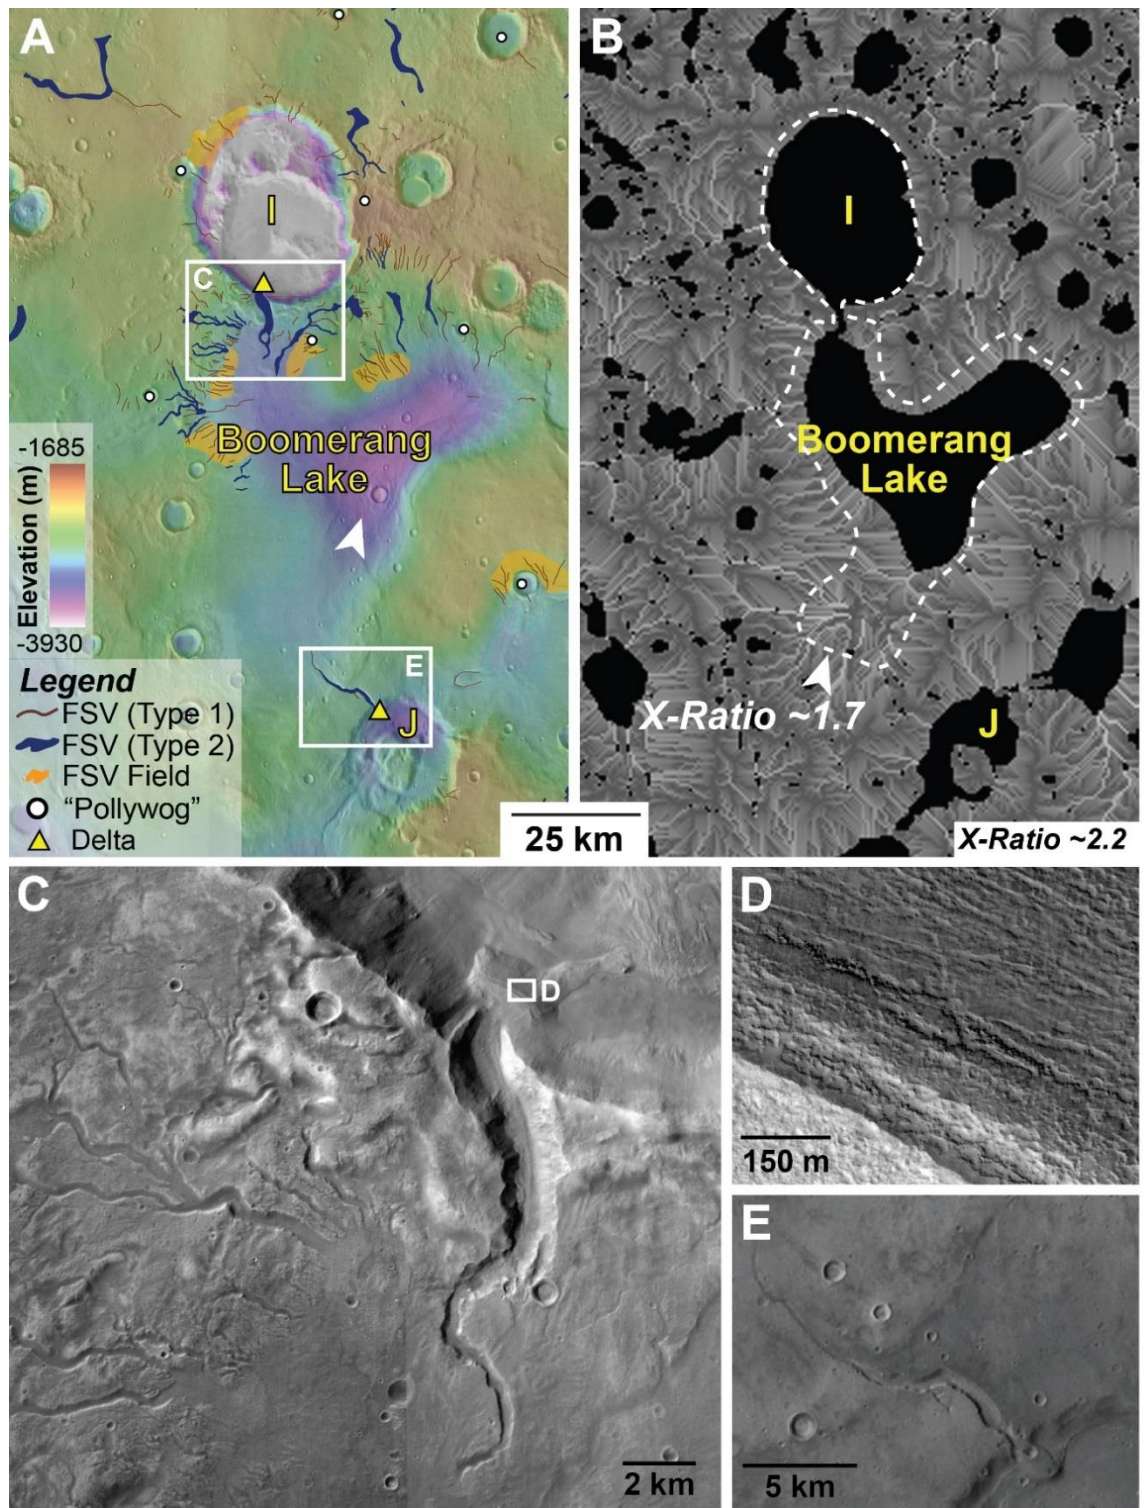 A
I
C
Boomerang
Lake
-1685
Elevation (m)
-3930
E
J
Legend
FSV (Type 1)
FSV (Type 2)
FSV Field
“Pollywog”
Delta
25 km
B
I
Boomerang
Lake
X-Ratio ~1.7
J
X-Ratio ~2.2
C
D
2 km
D
150 m
E
5 km